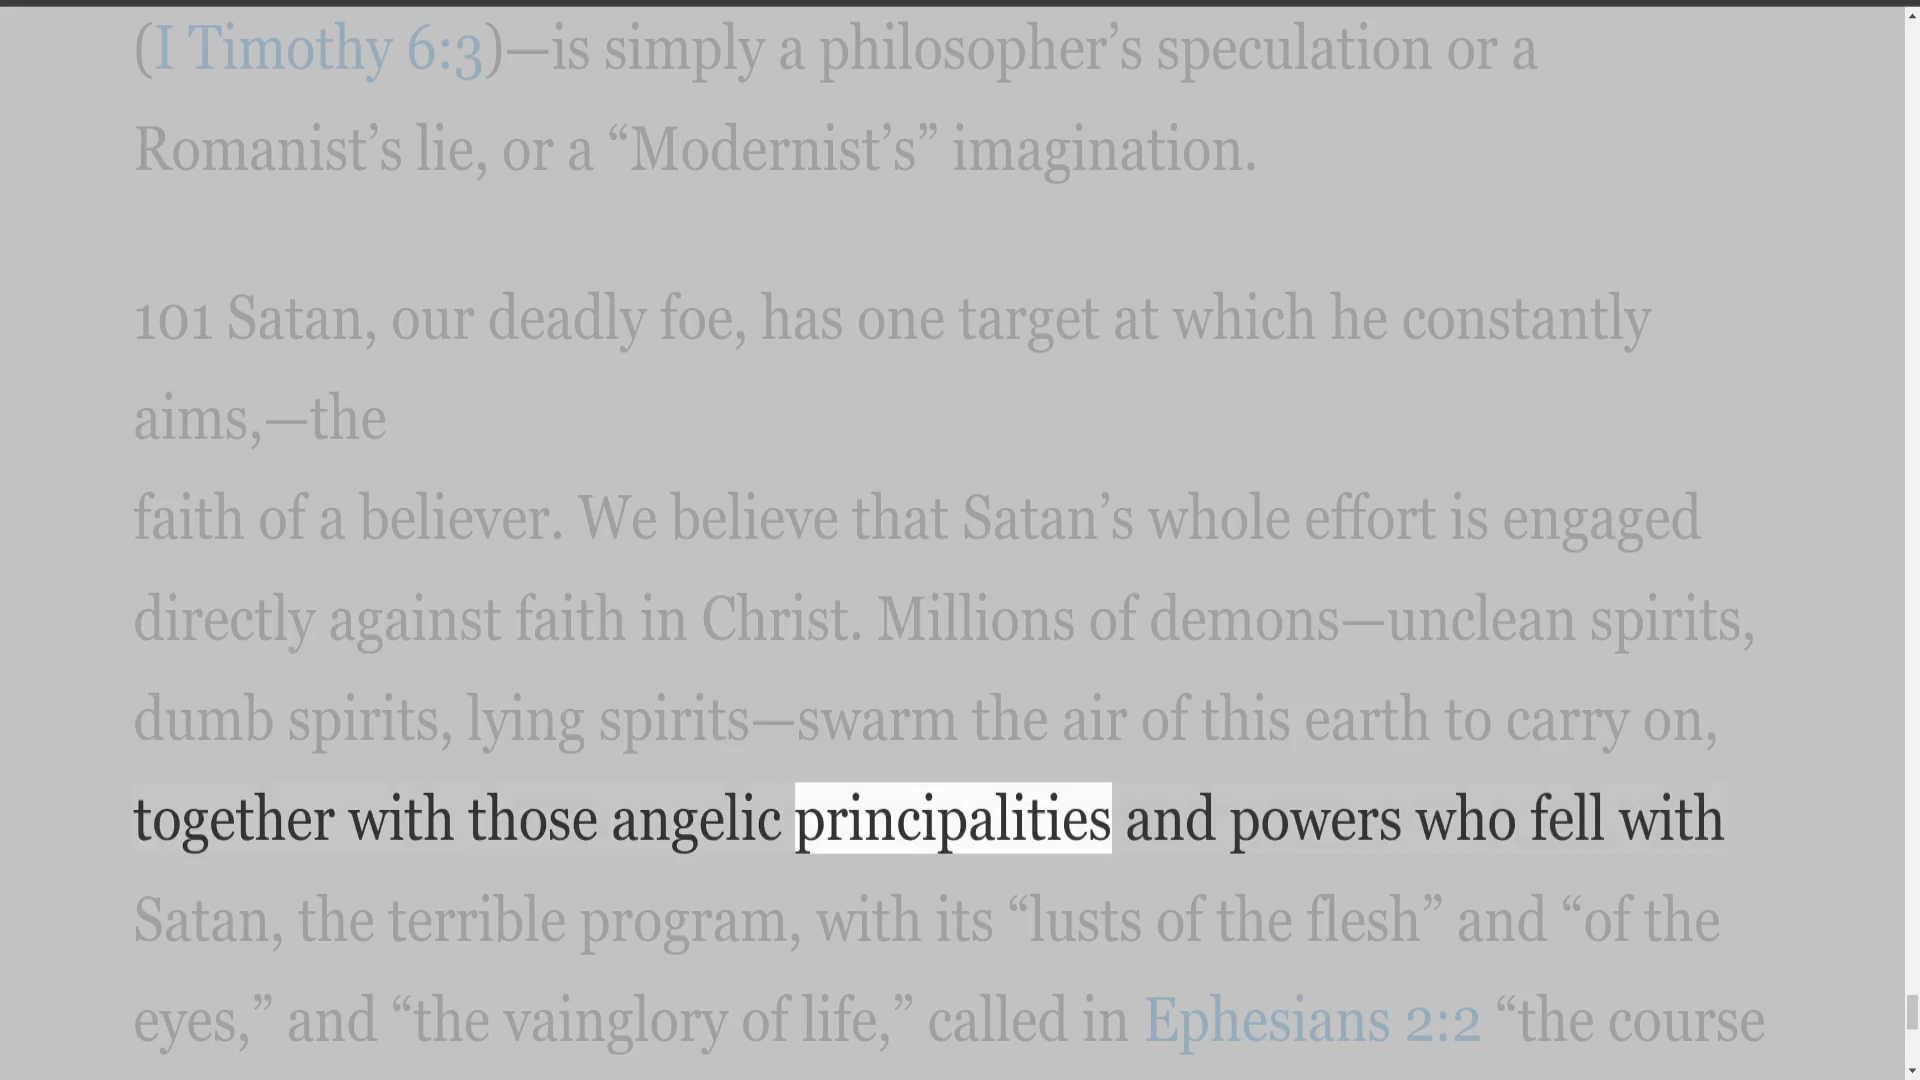 (I Timothy 6:3)—is simply a philosopher’s speculation or a
Romanist’s lie, or a “Modernist’s” imagination.
101 Satan, our deadly foe, has one target at which he constantly
aims,—the
faith of a believer. We believe that Satan’s whole effort is engaged
directly against faith in Christ. Millions of demons—unclean spirits,
dumb spirits, lying spirits—swarm the air of this earth to carry on,
together with those angelic principalities and powers who fell with
Satan, the terrible program, with its “lusts of the flesh” and “of the
eyes,” and “the vainglory of life,” called in Ephesians 2:2 “the course